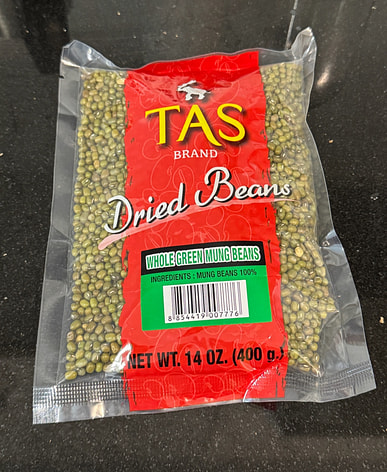 TAS
BRAND
Dried Beans
WHOLE GREEN MUNG BEANS
INGREDIENTS : MUNG BEANS 100%
8 854419 007776
NET WT. 14 OZ. (400 g.)